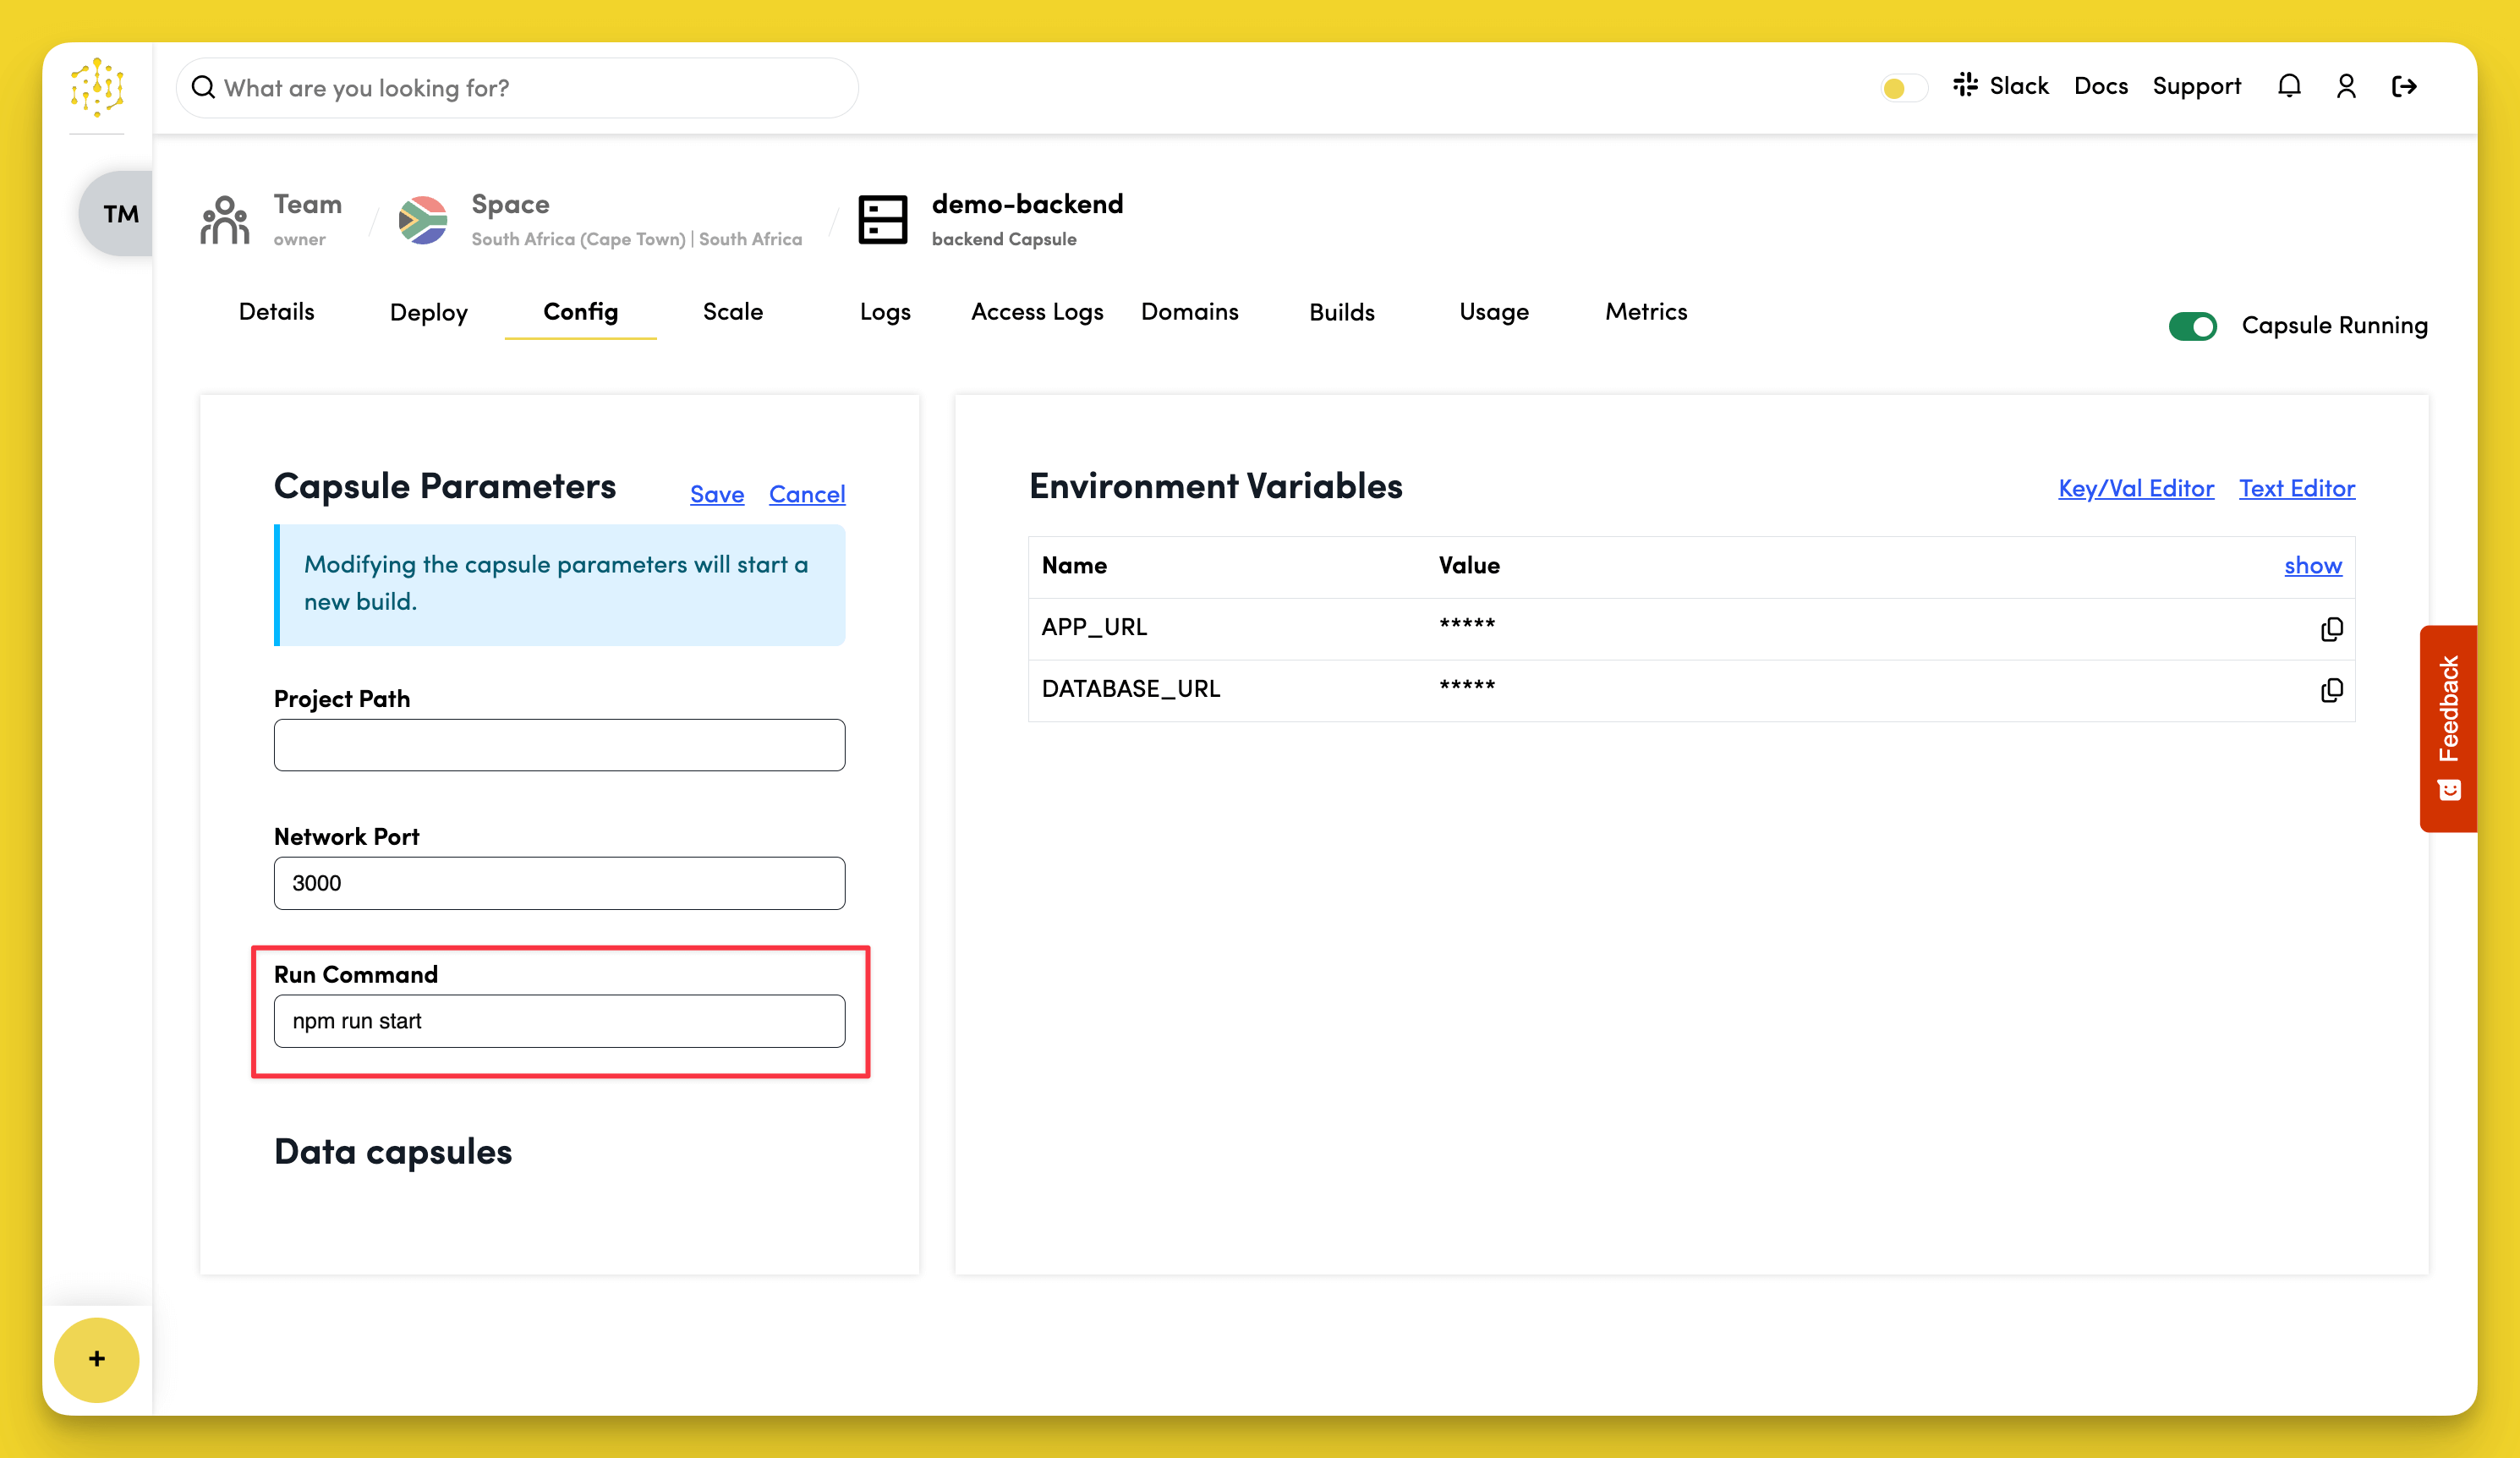 What are you looking for?
Slack Docs Support
TM
Team
owner
Space
South Africa (Cape Town) | South Africa
demo-backend
backend Capsule
Details Deploy Config Scale Logs Access Logs Domains Builds Usage Metrics
Capsule Running
Capsule Parameters
Save Cancel
Modifying the capsule parameters will start a
new build.
Project Path
Network Port
3000
Run Command
npm run start
Data capsules
Environment Variables
Key/Val Editor Text Editor
Name Value show
APP_URL *****
DATABASE_URL *****
Feedback
+